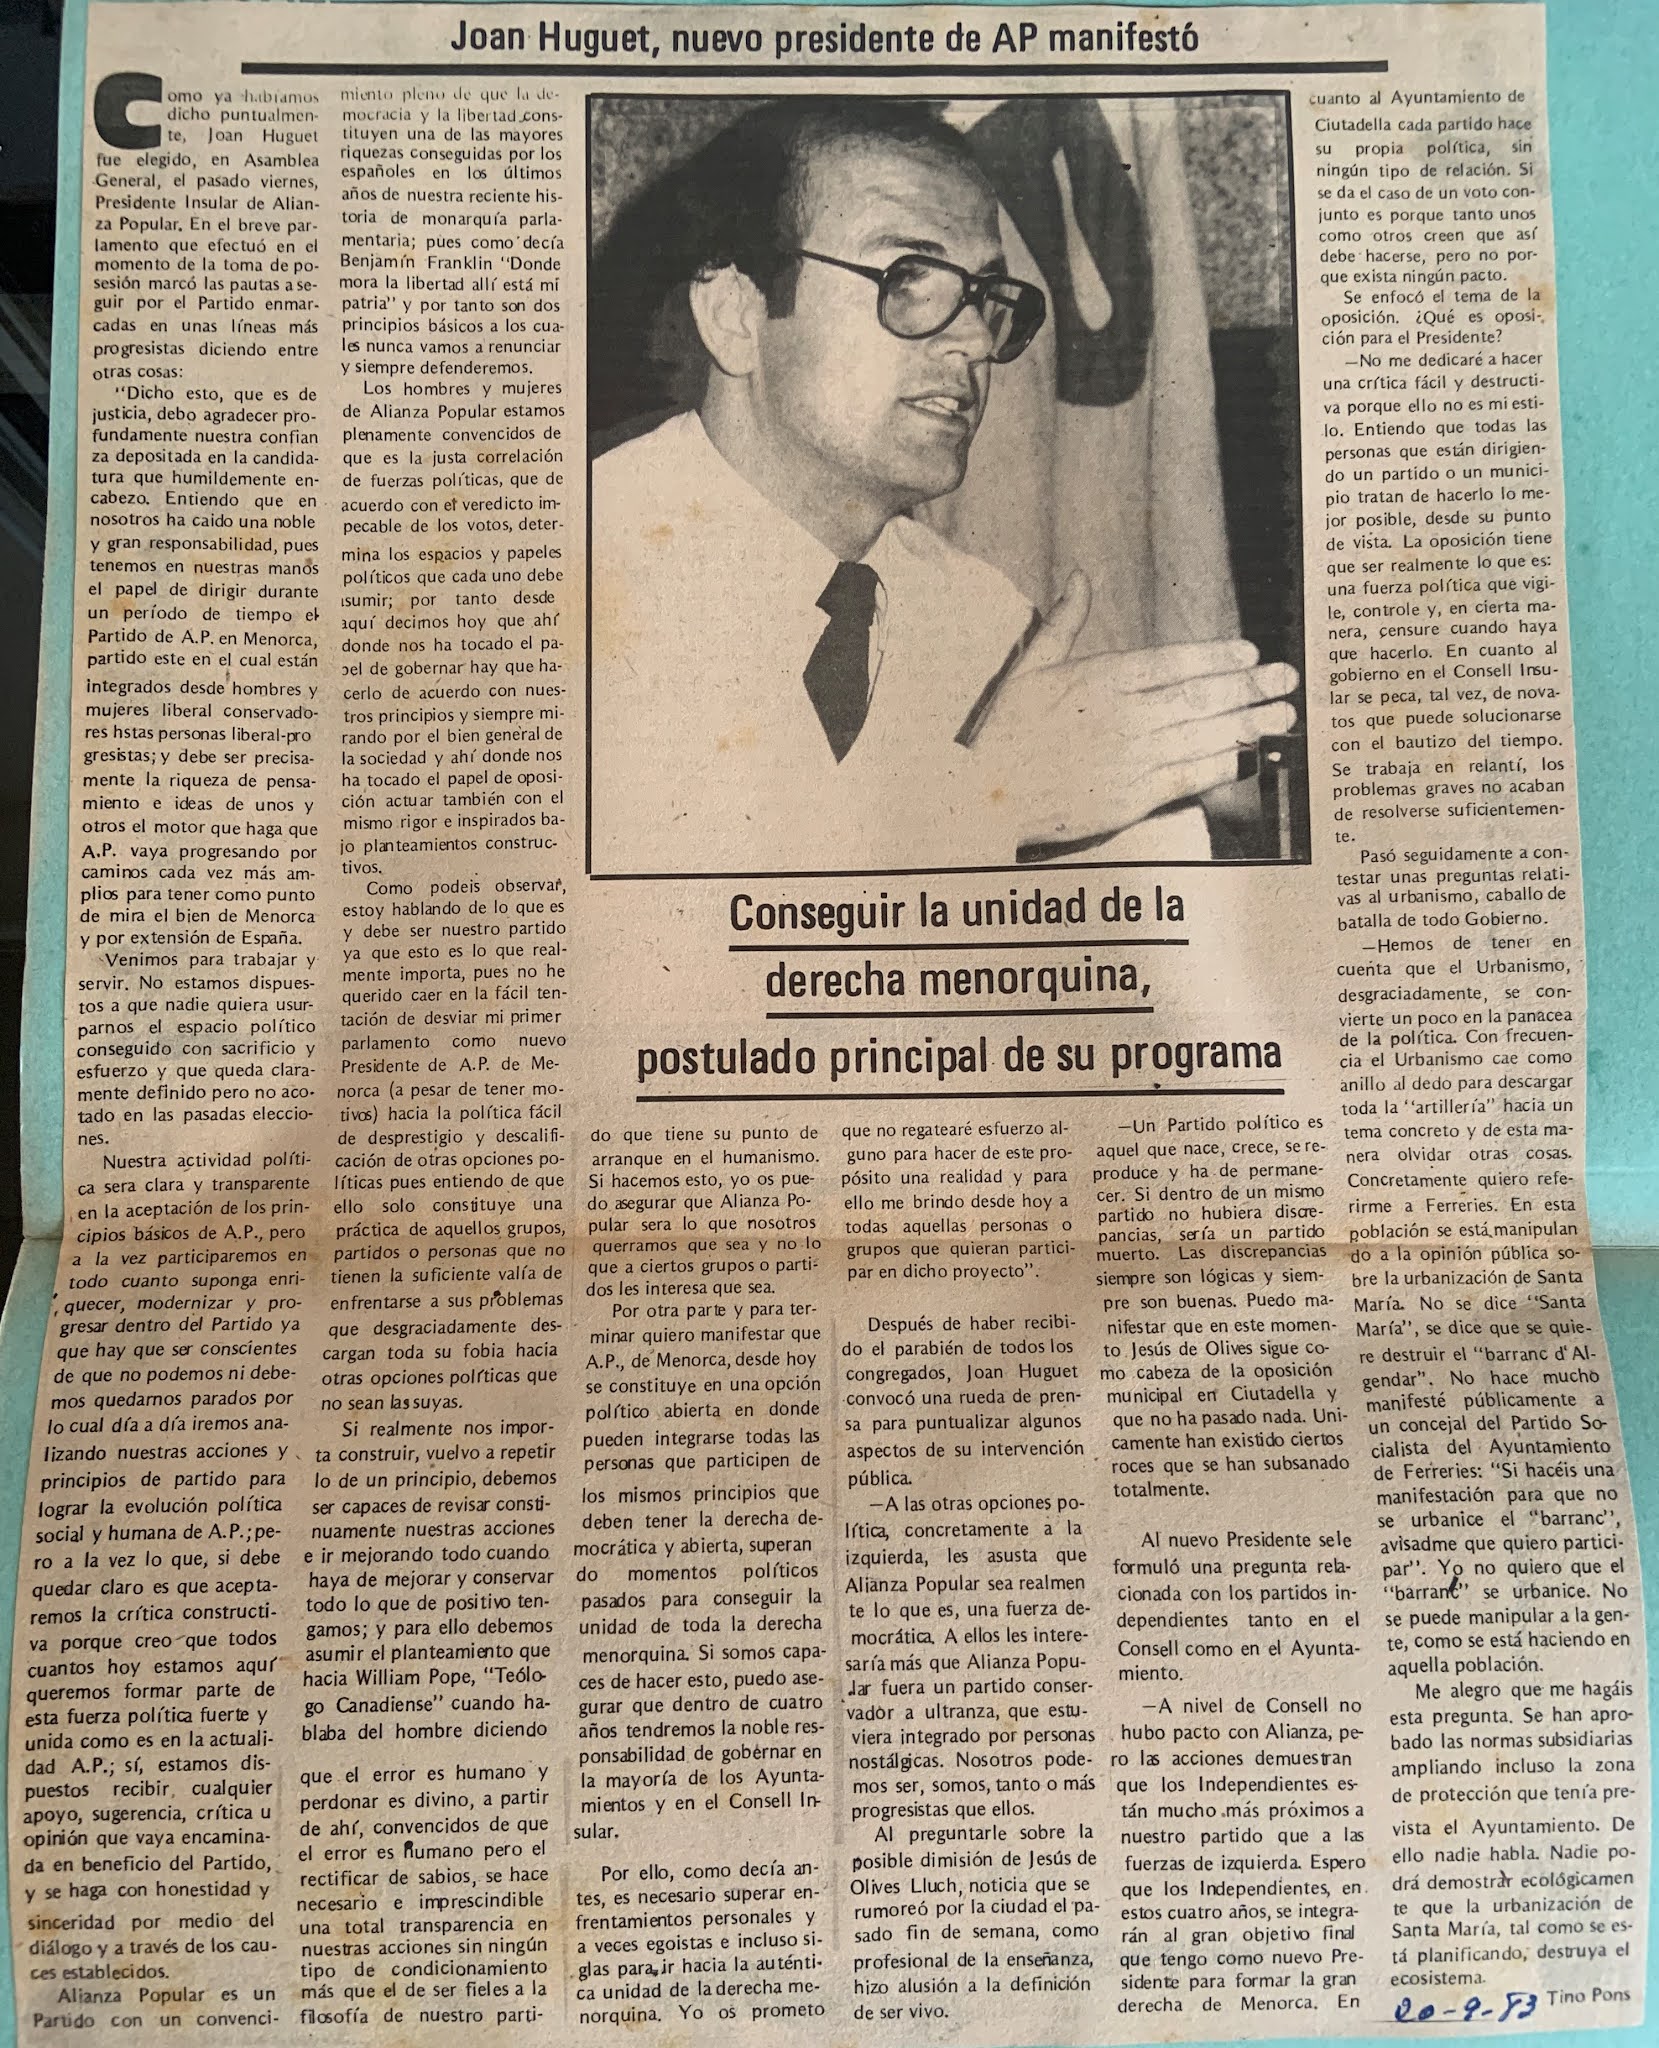 Joan Huguet, nuevo presidente de AP manifestó
Como ya habíamos
dicho puntualmen-
te, Joan Huguet
fue elegido, en Asamblea
General, el pasado viernes,
Presidente Insular de Alian-
za Popular. En el breve par-
lamento que efectuó en el
momento de la toma de po-
sesión marcó las pautas a se-
guir por el Partido enmar-
cadas en unas líneas más
progresistas diciendo entre
otras cosas:
"Dicho esto, que es de
justicia, debo agradecer pro-
fundamente nuestra confian
za depositada en la candida-
tura que humildemente en-
cabezo. Entiendo que en
nosotros ha caido una noble
y gran responsabilidad, pues
tenemos en nuestras manos
el papel de dirigir durante
un período de tiempo el
Partido de A.P. en Menorca,
partido este en el cual están
integrados desde hombres y
mujeres liberal conservado-
res hstas personas liberal-pro
gresistas; y debe ser precisa-
mente la riqueza de pensa-
miento e ideas de unos y
otros el motor que haga que
A.P. vaya progresando por
caminos cada vez más am-
plios para tener como punto
de mira el bien de Menorca
y por extensión de España.
Venimos para trabajar y
servir. No estamos dispues-
tos a que nadie quiera usur-
parnos el espacio político
conseguido con sacrificio y
esfuerzo y que queda clara-
mente definido pero no aco-
tado en las pasadas eleccio-
nes.
Nuestra actividad políti-
ca sera clara y transparente
en la aceptación de los prin-
cipios básicos de A.P., pero
a la vez participaremos en
todo cuanto suponga enri-
quecer, modernizar y pro-
gresar dentro del Partido ya
que hay que ser conscientes
de que no podemos ni debe-
mos quedarnos parados por
lo cual día a día iremos ana-
lizando nuestras acciones y
principios de partido para
lograr la evolución política
social y humana de A.P.; pe-
ro a la vez lo que, si debe
quedar claro es que acepta-
remos la crítica constructi-
va porque creo que todos
cuantos hoy estamos aquí
queremos formar parte de
esta fuerza política fuerte y
unida como es en la actuali-
dad A.P.; sí, estamos dis-
puestos recibir, cualquier
apoyo, sugerencia, crítica u
opinión que vaya encamina-
da en beneficio del Partido,
y se haga con honestidad y
sinceridad por medio del
diálogo y a través de los cau-
ces establecidos.
Alianza Popular es un
Partido con un convenci-
miento pleno de que la de-
mocracia y la libertad cons-
tituyen una de las mayores
riquezas conseguidas por los
españoles en los últimos
años de nuestra reciente his-
toria de monarquía parla-
mentaria; pues como decía
Benjamín Franklin "Donde
mora la libertad allí está mi
patria" y por tanto son dos
principios básicos a los cua-
les nunca vamos a renunciar
y siempre defenderemos.
Los hombres y mujeres
de Alianza Popular estamos
plenamente convencidos de
que es la justa correlación
de fuerzas políticas, que de
acuerdo con el veredicto im-
pecable de los votos, deter-
mina los espacios y papeles
políticos que cada uno debe
asumir; por tanto desde
aquí decimos hoy que ahí
donde nos ha tocado el pa-
pel de gobernar hay que ha-
cerlo de acuerdo con nues-
tros principios y siempre mi-
rando por el bien general de
la sociedad y ahí donde nos
ha tocado el papel de oposi-
ción actuar también con el
mismo rigor e inspirados ba-
jo planteamientos construc-
tivos.
Como podeis observar,
estoy hablando de lo que es
y debe ser nuestro partido
ya que esto es lo que real-
mente importa, pues no he
querido caer en la fácil ten-
tación de desviar mi primer
parlamento como nuevo
Presidente de A.P. de Me-
norca (a pesar de tener mo-
tivos) hacia la política fácil
de desprestigio y descalifi-
cación de otras opciones po-
líticas pues entiendo de que
ello solo constituye una
práctica de aquellos grupos,
partidos o personas que no
tienen la suficiente valía de
enfrentarse a sus problemas
que desgraciadamente des-
cargan toda su fobia hacia
otras opciones políticas que
no sean las suyas.
Si realmente nos impor-
ta construir, vuelvo a repetir
lo de un principio, debemos
ser capaces de revisar consti-
nuamente nuestras acciones
e ir mejorando todo cuando
haya de mejorar y conservar
todo lo que de positivo ten-
gamos; y para ello debemos
asumir el planteamiento que
hacia William Pope, "Teólo-
go Canadiense" cuando ha-
blaba del hombre diciendo
que el error es humano y
perdonar es divino, a partir
de ahí, convencidos de que
el error es humano pero el
rectificar de sabios, se hace
necesario e imprescindible
una total transparencia en
nuestras acciones sin ningún
tipo de condicionamiento
más que el de ser fieles a la
filosofía de nuestro parti-
Conseguir la unidad de la
derecha menorquina,
postulado principal de su programa
do que tiene su punto de
arranque en el humanismo.
Si hacemos esto, yo os pue-
do asegurar que Alianza Po-
pular sera lo que nosotros
querramos que sea y no lo
que a ciertos grupos o parti-
dos les interesa que sea.
Por otra parte y para ter-
minar quiero manifestar que
A.P., de Menorca, desde hoy
se constituye en una opción
político abierta en donde
pueden integrarse todas las
personas que participen de
los mismos principios que
deben tener la derecha de-
mocrática y abierta, superan
do momentos políticos
pasados para conseguir la
unidad de toda la derecha
menorquina. Si somos capa-
ces de hacer esto, puedo ase-
gurar que dentro de cuatro
años tendremos la noble res-
ponsabilidad de gobernar en
la mayoría de los Ayunta-
mientos y en el Consell In-
sular.
Por ello, como decía an-
tes, es necesario superar en-
frentamientos personales y
a veces egoistas e incluso si-
glas para ir hacia la auténti-
ca unidad de la derecha me-
norquina. Yo os prometo
que no regatearé esfuerzo al-
guno para hacer de este pro-
pósito una realidad y para
ello me brindo desde hoy a
todas aquellas personas o
grupos que quieran partici-
par en dicho proyecto".
Después de haber recibi-
do el parabién de todos los
congregados, Joan Huguet
convocó una rueda de pren-
sa para puntualizar algunos
aspectos de su intervención
pública.
—A las otras opciones po-
lítica, concretamente a la
izquierda, les asusta que
Alianza Popular sea realmen
te lo que es, una fuerza de-
mocrática. A ellos les intere-
saría más que Alianza Popu-
lar fuera un partido conser-
vador a ultranza, que estu-
viera integrado por personas
nostálgicas. Nosotros pode-
mos ser, somos, tanto o más
progresistas que ellos.
Al preguntarle sobre la
posible dimisión de Jesús de
Olives Lluch, noticia que se
rumoreó por la ciudad el pa-
sado fin de semana, como
profesional de la enseñanza,
hizo alusión a la definición
de ser vivo.
—Un Partido político es
aquel que nace, crece, se re-
produce y ha de permane-
cer. Si dentro de un mismo
partido no hubiera discre-
pancias, sería un partido
muerto. Las discrepancias
siempre son lógicas y siem-
pre son buenas. Puedo ma-
nifestar que en este momen-
to Jesús de Olives sigue co-
mo cabeza de la oposición
municipal en Ciutadella y
que no ha pasado nada. Uni-
camente han existido ciertos
roces que se han subsanado
totalmente.
Al nuevo Presidente se le
formuló una pregunta rela-
cionada con los partidos in-
dependientes tanto en el
Consell como en el Ayunta-
miento.
—A nivel de Consell no
hubo pacto con Alianza, pe-
ro las acciones demuestran
que los Independientes es-
tán mucho más próximos a
nuestro partido que a las
fuerzas de izquierda. Espero
que los Independientes, en
estos cuatro años, se integra-
rán al gran objetivo final
que tengo como nuevo Pre-
sidente para formar la gran
derecha de Menorca. En
cuanto al Ayuntamiento de
Ciutadella cada partido hace
su propia política, sin
ningún tipo de relación. Si
se da el caso de un voto con-
junto es porque tanto unos
como otros creen que así
debe hacerse, pero no por-
que exista ningún pacto.
Se enfocó el tema de la
oposición. ¿Qué es oposi-
ción para el Presidente?
—No me dedicaré a hacer
una crítica fácil y destructi-
va porque ello no es mi esti-
lo. Entiendo que todas las
personas que están dirigien-
do un partido o un munici-
pio tratan de hacerlo lo me-
jor posible, desde su punto
de vista. La oposición tiene
que ser realmente lo que es:
una fuerza política que vigi-
le, controle y, en cierta ma-
nera, censure cuando haya
que hacerlo. En cuanto al
gobierno en el Consell Insu-
lar se peca, tal vez, de nova-
tos que puede solucionarse
con el bautizo del tiempo.
Se trabaja en relantí, los
problemas graves no acaban
de resolverse suficientemen-
te.
Pasó seguidamente a con-
testar unas preguntas relati-
vas al urbanismo, caballo de
batalla de todo Gobierno.
—Hemos de tener en
cuenta que el Urbanismo,
desgraciadamente, se con-
vierte un poco en la panacea
de la política. Con frecuen-
cia el Urbanismo cae como
anillo al dedo para descargar
toda la "artillería" hacia un
tema concreto y de esta ma-
nera olvidar otras cosas.
Concretamente quiero refe-
rirme a Ferreries. En esta
población se está manipulan
do a la opinión pública so-
bre la urbanización de Santa
María. No se dice "Santa
María", se dice que se quie-
re destruir el "barranc d'Al-
gendar". No hace mucho
manifesté públicamente a
un concejal del Partido So-
cialista del Ayuntamiento
de Ferreries: "Si hacéis una
manifestación para que no
se urbanice el "barranc",
avisadme que quiero partici-
par". Yo no quiero que el
"barranc" se urbanice. No
se puede manipular a la gen-
te, como se está haciendo en
aquella población.
Me alegro que me hagáis
esta pregunta. Se han apro-
bado las normas subsidiarias
ampliando incluso la zona
de protección que tenía pre-
vista el Ayuntamiento. De
ello nadie habla. Nadie po-
drá demostrar ecológicamen
te que la urbanización de
Santa María, tal como se es-
tá planificando, destruya el
ecosistema.
Tino Pons
20-9-83